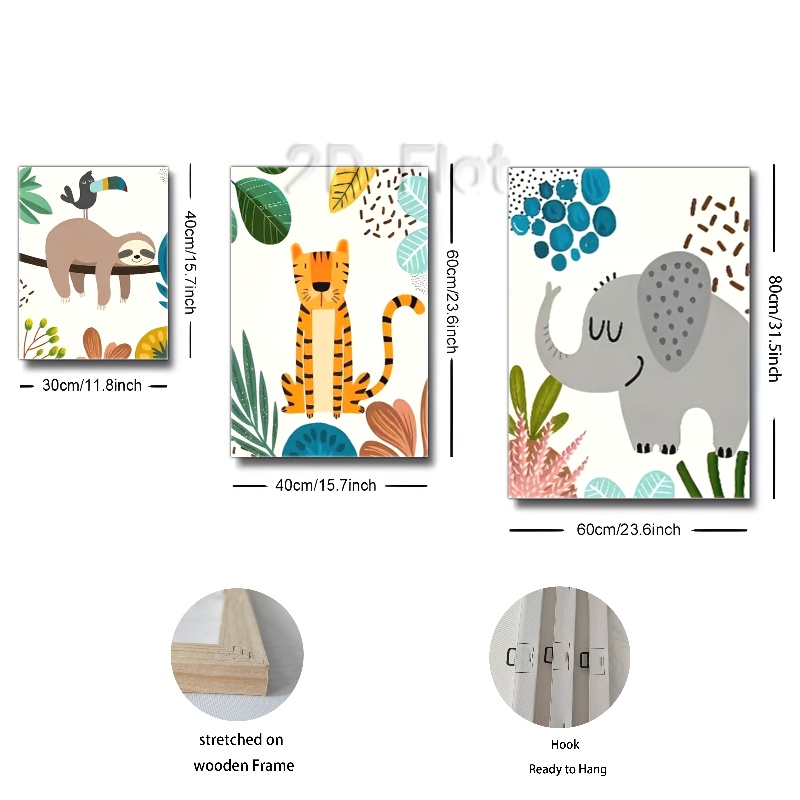 2D Flat
40cm/15.7inch
30cm/11.8inch
60cm/23.6inch
40cm/15.7inch
80cm/31.5inch
60cm/23.6inch
stretched on
wooden Frame
Hook
Ready to Hang